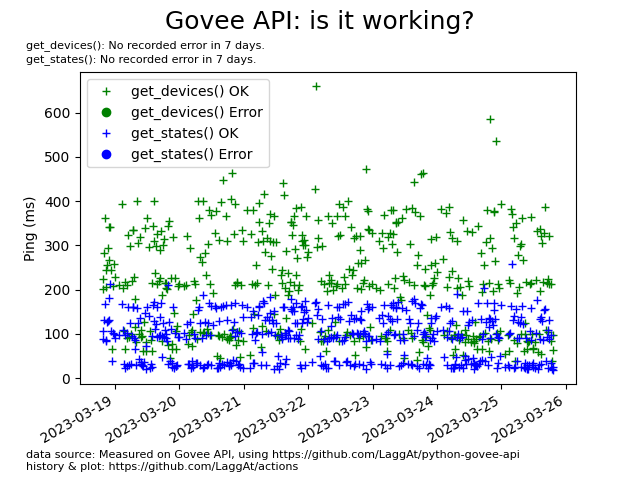 Govee API: is it working?
get_devices(): No recorded error in 7 days.
get_states(): No recorded error in 7 days.
get_devices() OK
get_devices() Error
get_states() OK
get_states() Error
600
500
400
300
200
100
0
Ping (ms)
2023-03-19
2023-03-20
2023-03-21
2023-03-22
2023-03-23
2023-03-24
2023-03-25
2023-03-26
data source: Measured on Govee API, using https://github.com/LaggAt/python-govee-api
history & plot: https://github.com/LaggAt/actions